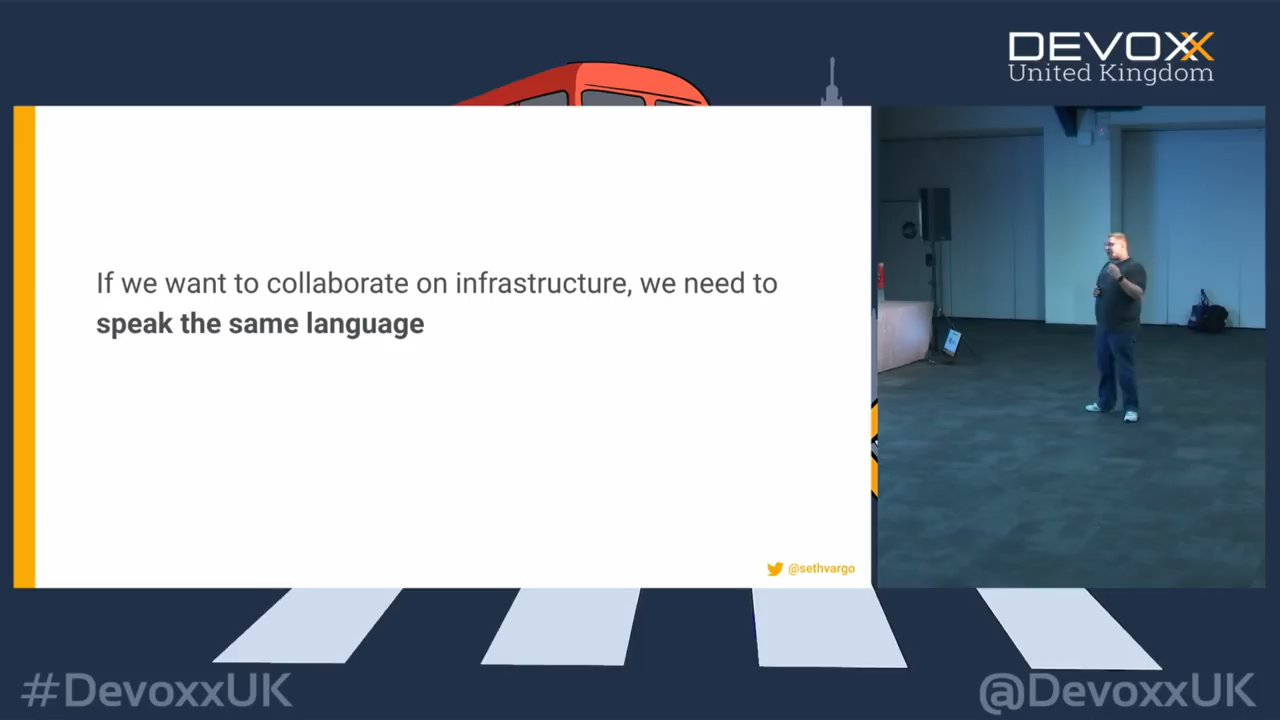 DEVOXX
United Kingdom
If we want to collaborate on infrastructure, we need to
speak the same language
@sethvargo
#DevoxxUK
@DevoxxUK